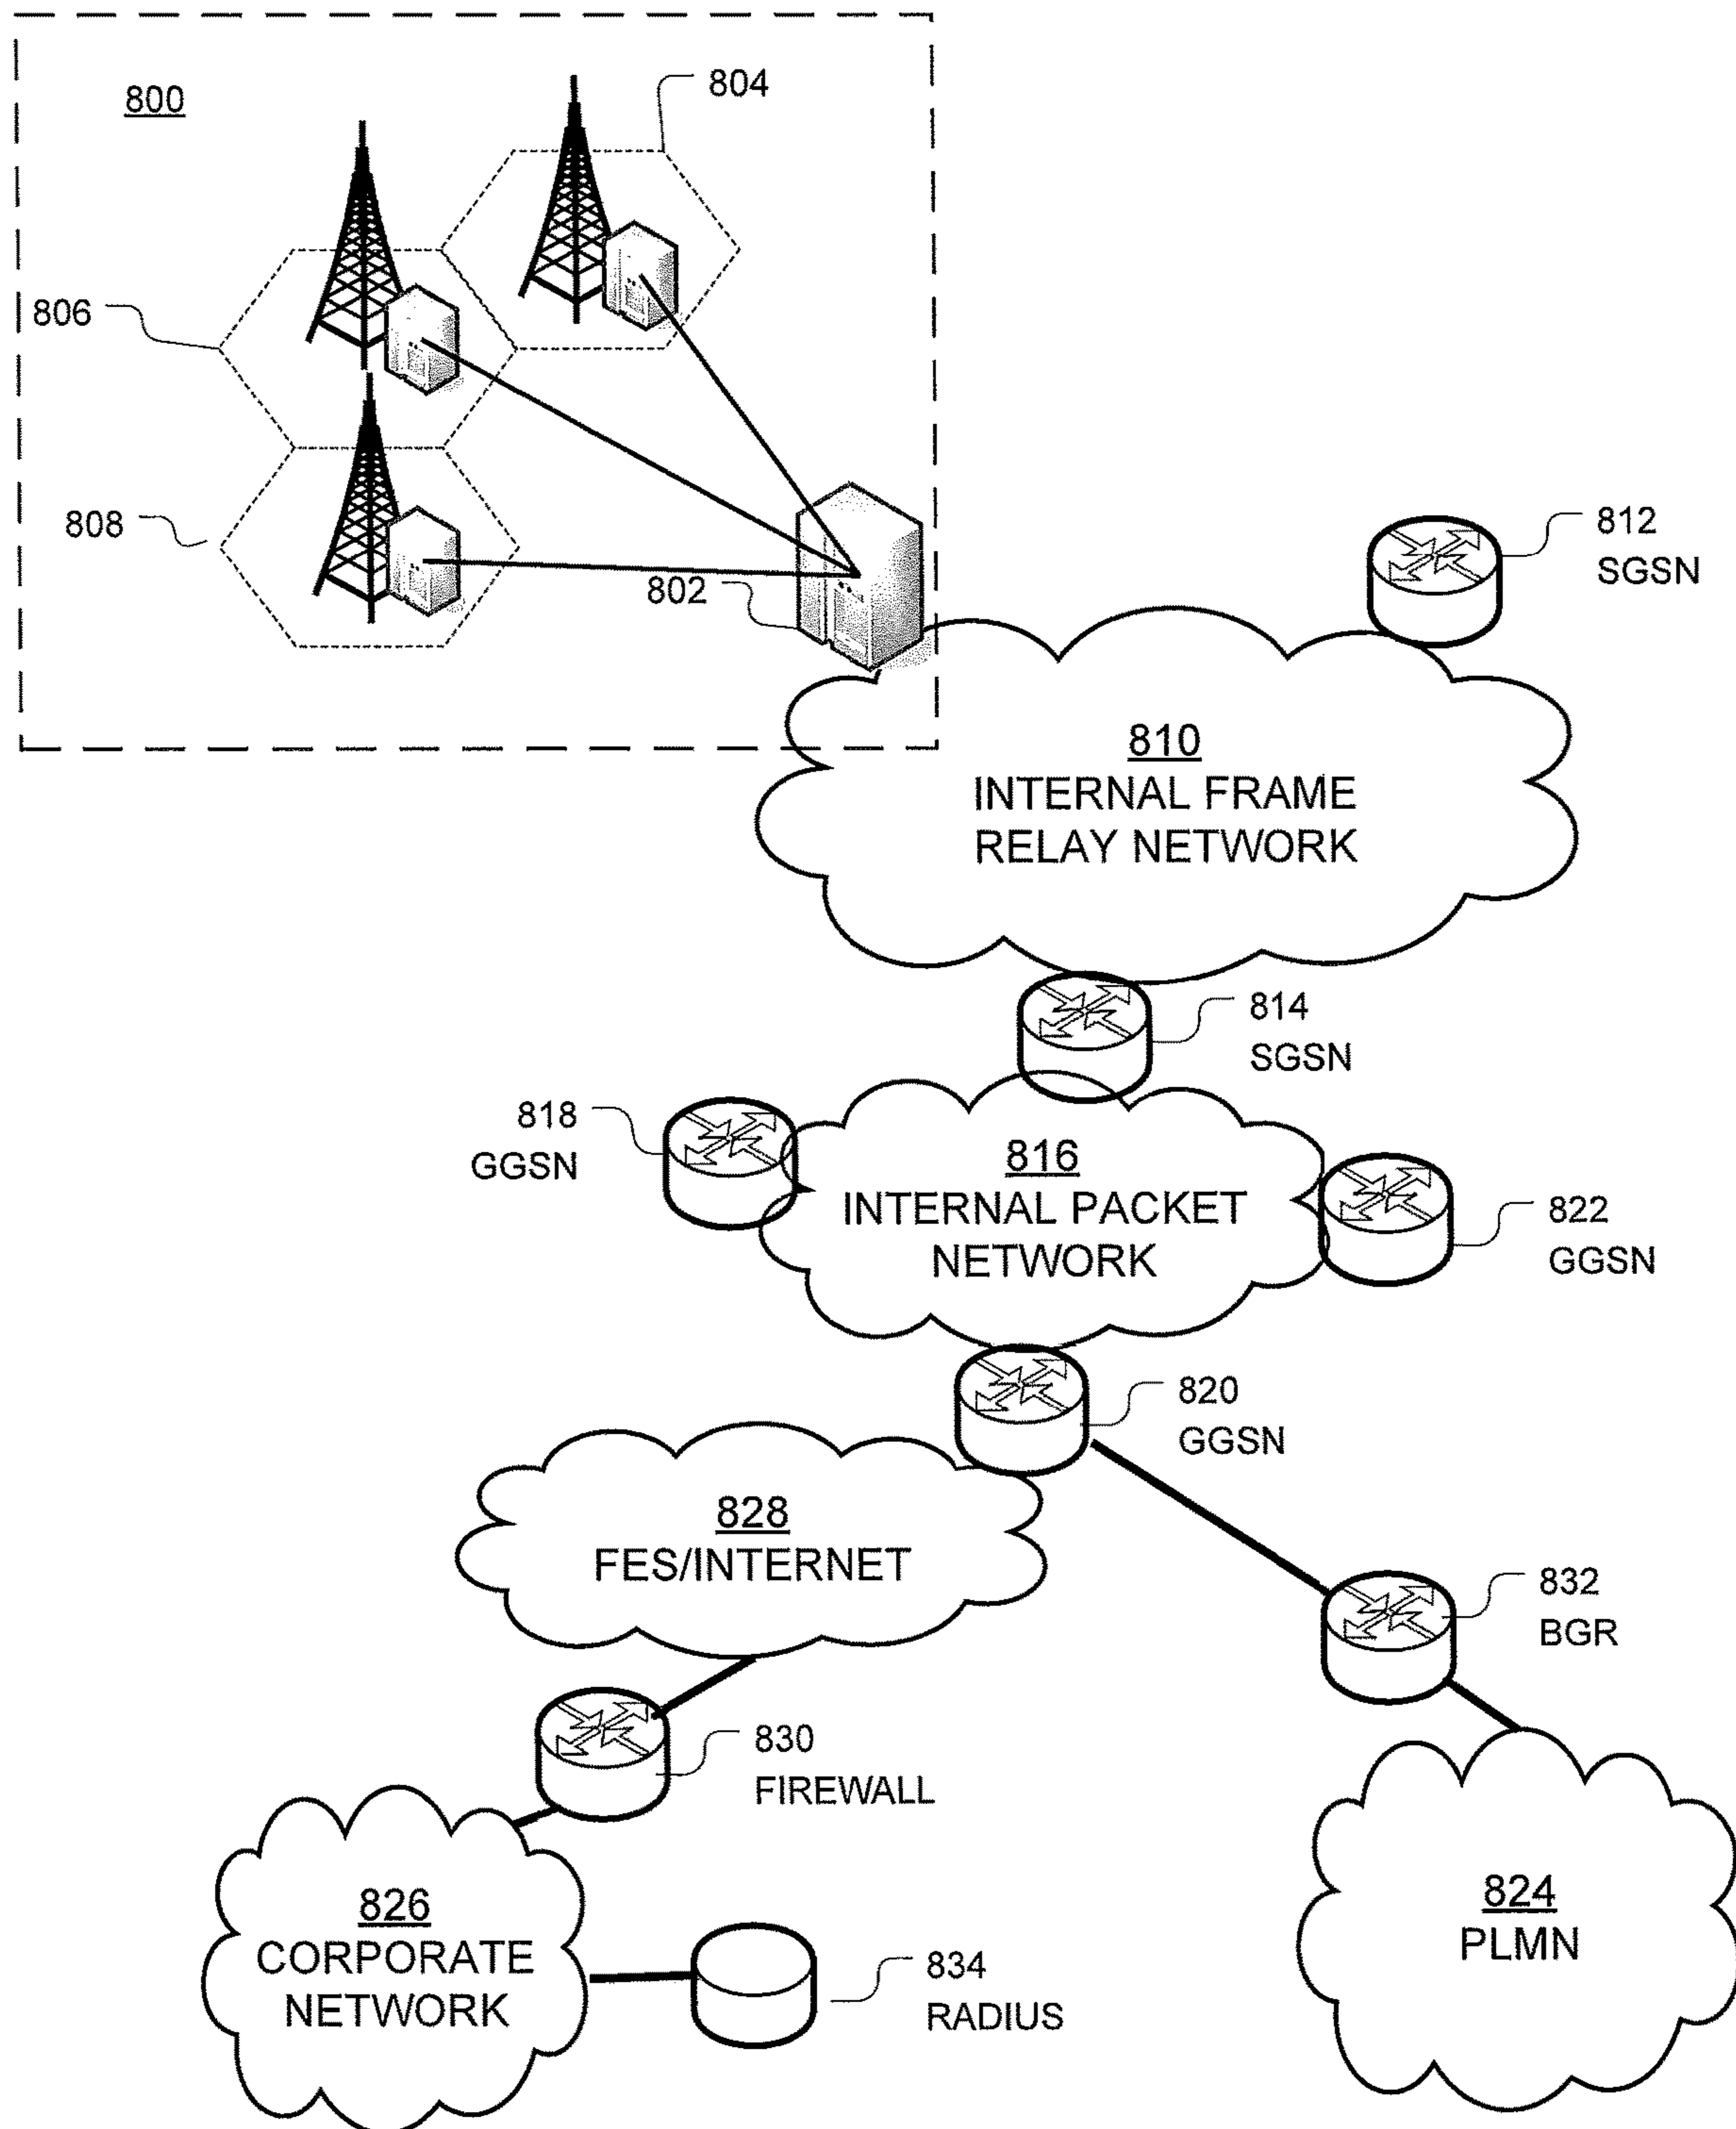 800
804
806
808
802
812
SGSN
810
INTERNAL FRAME
RELAY NETWORK
814
SGSN
818
GGSN
816
INTERNAL PACKET
NETWORK
822
GGSN
820
GGSN
828
FES/INTERNET
832
BGR
830
FIREWALL
826
CORPORATE
NETWORK
834
RADIUS
824
PLMN